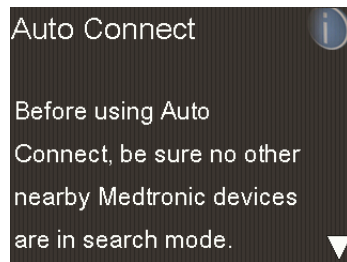 Auto Connect
Before using Auto
Connect, be sure no other
nearby Medtronic devices
are in search mode.